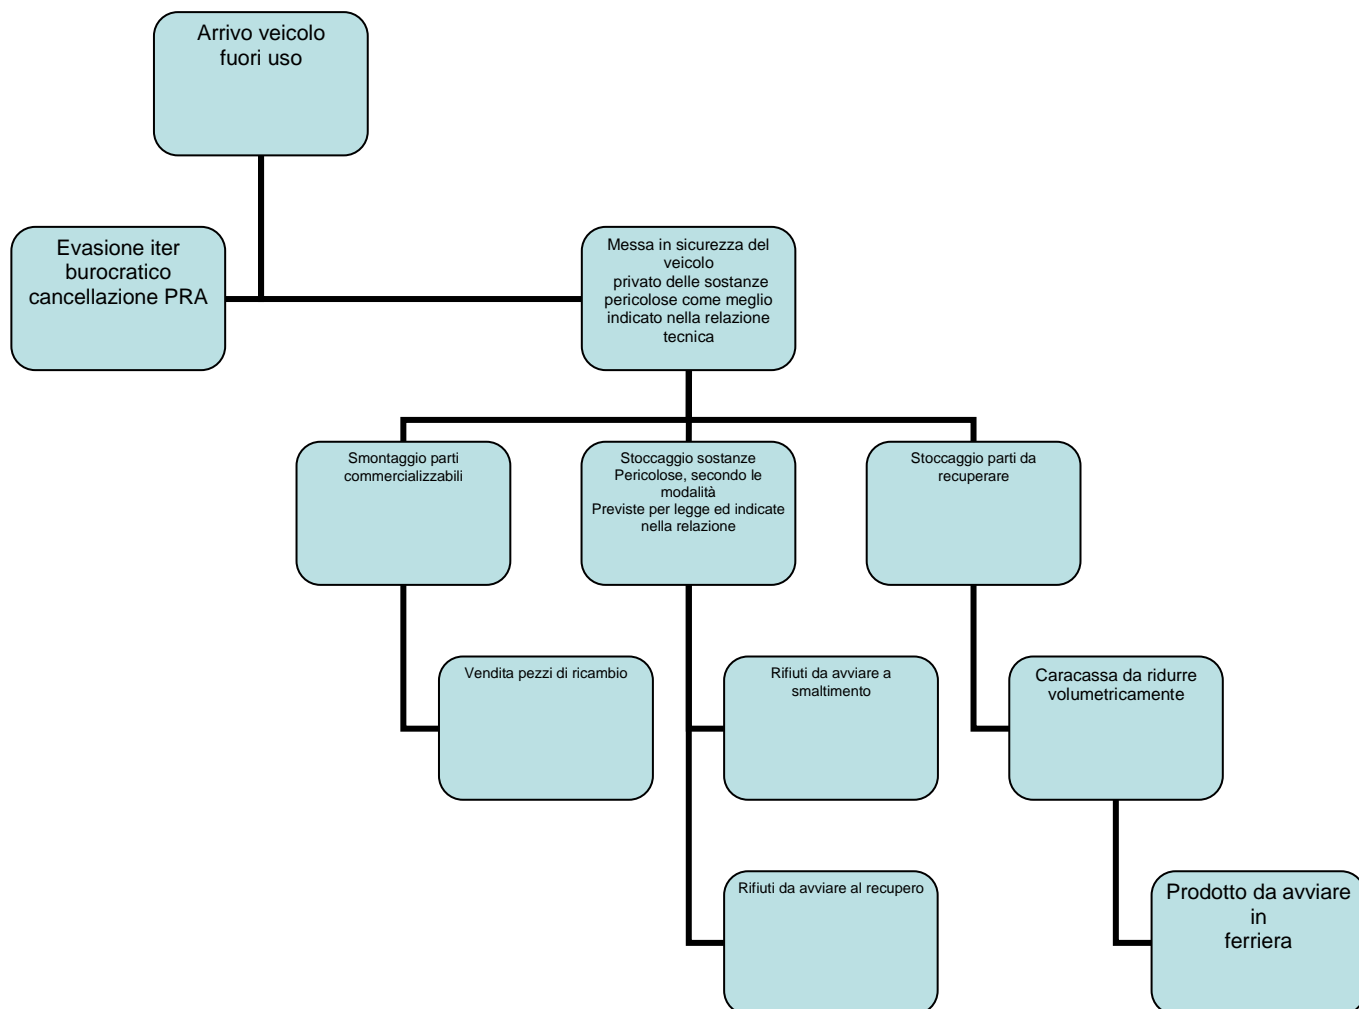 Arrivo veicolo
fuori uso
Evasione iter
burocratico
cancellazione PRA
Messa in sicurezza del
veicolo
privato delle sostanze
pericolose come meglio
indicato nella relazione
tecnica
Smontaggio parti
commercializzabili
Stoccaggio sostanze
Pericolose, secondo le
modalità
Previste per legge ed indicate
nella relazione
Stoccaggio parti da
recuperare
Vendita pezzi di ricambio
Rifiuti da avviare a
smaltimento
Caracassa da ridurre
volumetricamente
Rifiuti da avviare al recupero
Prodotto da avviare
in
ferriera